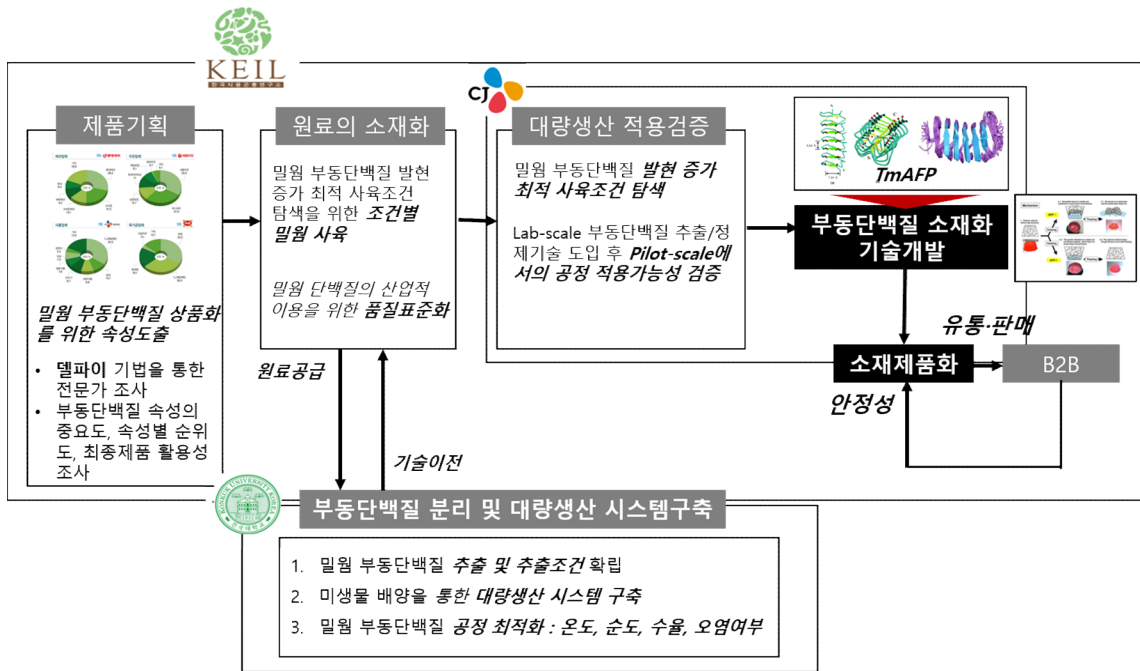 KEIL
CJ
제품기획
원료의 소재화
대량생산 적용검증
밀웜 부동단백질 상품화
를 위한 속성도출
• 델파이 기법을 통한
전문가 조사
• 부동단백질 속성의
중요도, 속성별 순위
도, 최종제품 활용성
조사
밀웜 부동단백질 발현
증가 최적 사육조건
탐색을 위한 조건별
밀웜 사육
밀웜 단백질의 산업적
이용을 위한 품질표준화
밀웜 부동단백질 발현 증가
최적 사육조건 탐색
Lab-scale 부동단백질 추출/정
제기술 도입 후 Pilot-scale에
서의 공정 적용가능성 검증
TmAFP
부동단백질 소재화
기술개발
유통·판매
소재제품화
B2B
안정성
원료공급
기술이전
KONKUK UNIVERSITY KOREA
부동단백질 분리 및 대량생산 시스템구축
1. 밀웜 부동단백질 추출 및 추출조건 확립
2. 미생물 배양을 통한 대량생산 시스템 구축
3. 밀웜 부동단백질 공정 최적화 : 온도, 순도, 수율, 오염여부